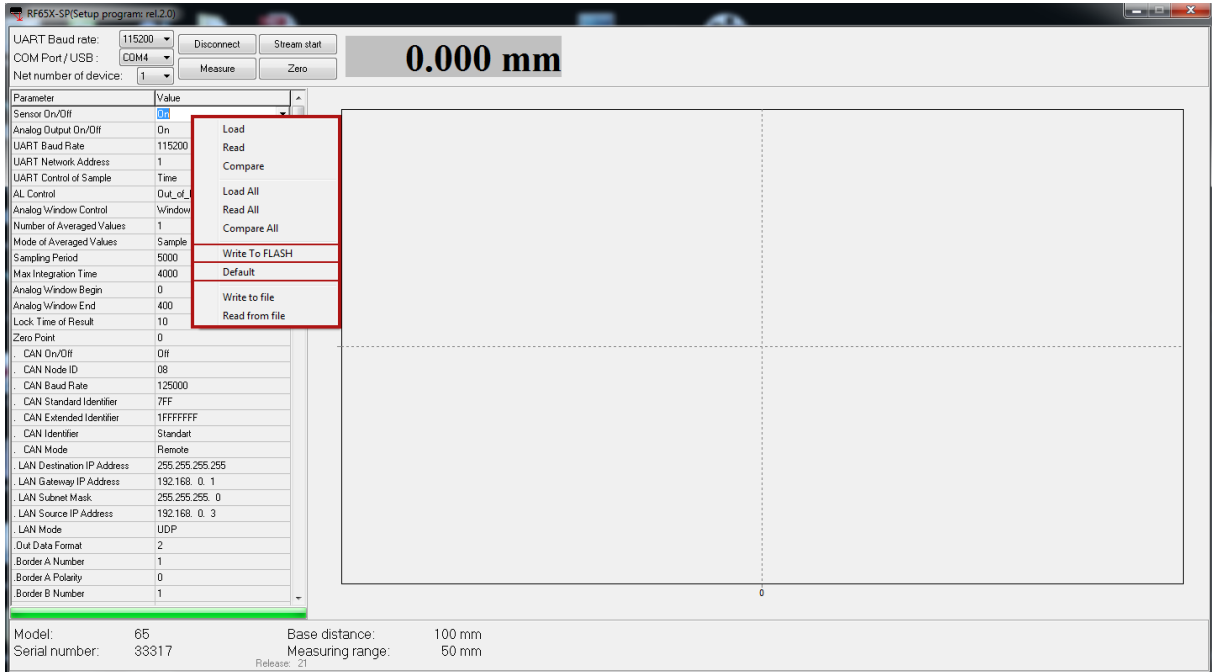 RF65X-SP(Setup program: rel.2.0)
UART Baud rate: 115200 Disconnect Stream start
COM Port / USB : COM4
Net number of device: 1 Measure Zero
0.000 mm
Parameter Value
Sensor On/Off On
Analog Output On/Off On
UART Baud Rate 115200
UART Network Address 1
UART Control of Sample Time
AL Control
Analog Window Control Window
Number of Averaged Values 1
Mode of Averaged Values Sample
Sampling Period 5000
Max Integration Time 4000
Analog Window Begin 0
Analog Window End 400
Lock Time of Result 10
Zero Point 0
. CAN On/Off Off
. CAN Node ID 08
. CAN Baud Rate 125000
. CAN Standard Identifier 7FF
. CAN Extended Identifier 1FFFFFFF
. CAN Identifier Standart
. CAN Mode Remote
. LAN Destination IP Address 255.255.255.255
. LAN Gateway IP Address 192.168. 0. 1
. LAN Subnet Mask 255.255.255. 0
. LAN Source IP Address 192.168. 0. 3
. LAN Mode UDP
.Out Data Format 2
.Border A Number 1
.Border A Polarity 0
.Border B Number 1
Load
Read
Compare
Load All
Read All
Compare All
Write To FLASH
Default
Write to file
Read from file
0
Model: 65 Base distance: 100 mm
Serial number: 33317 Measuring range: 50 mm
Release: 21